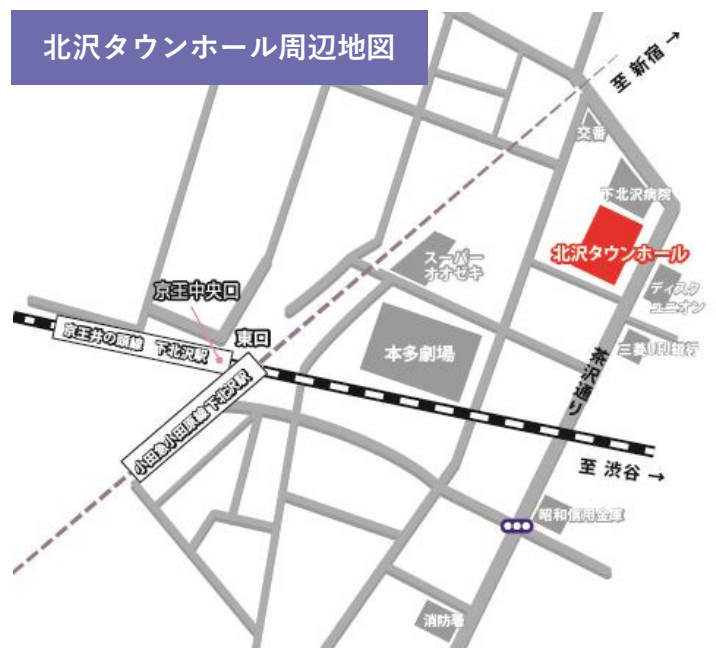 北沢タウンホール周辺地図
至 新宿 →
交番
下北沢病院
北沢タウンホール
スーパー
オオゼキ
ディスク
ユニオン
京王中央口
東口
京王井の頭線 下北沢駅
本多劇場
三菱UFJ銀行
茶沢通り
小田急小田原線下北沢駅
至 渋谷 →
昭和信用金庫
消防署